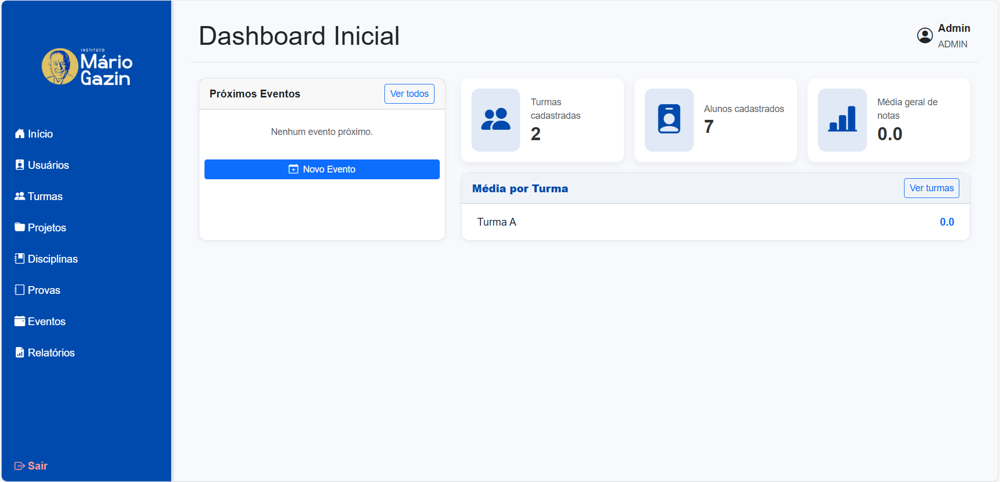 INSTITUTO
Mário
Gazin
Início
Usuários
Turmas
Projetos
Disciplinas
Provas
Eventos
Relatórios
Sair
Dashboard Inicial
Admin
ADMIN
Próximos Eventos
Ver todos
Nenhum evento próximo.
Novo Evento
Turmas
cadastradas
2
Alunos cadastrados
7
Média geral de
notas
0.0
Média por Turma
Ver turmas
Turma A
0.0